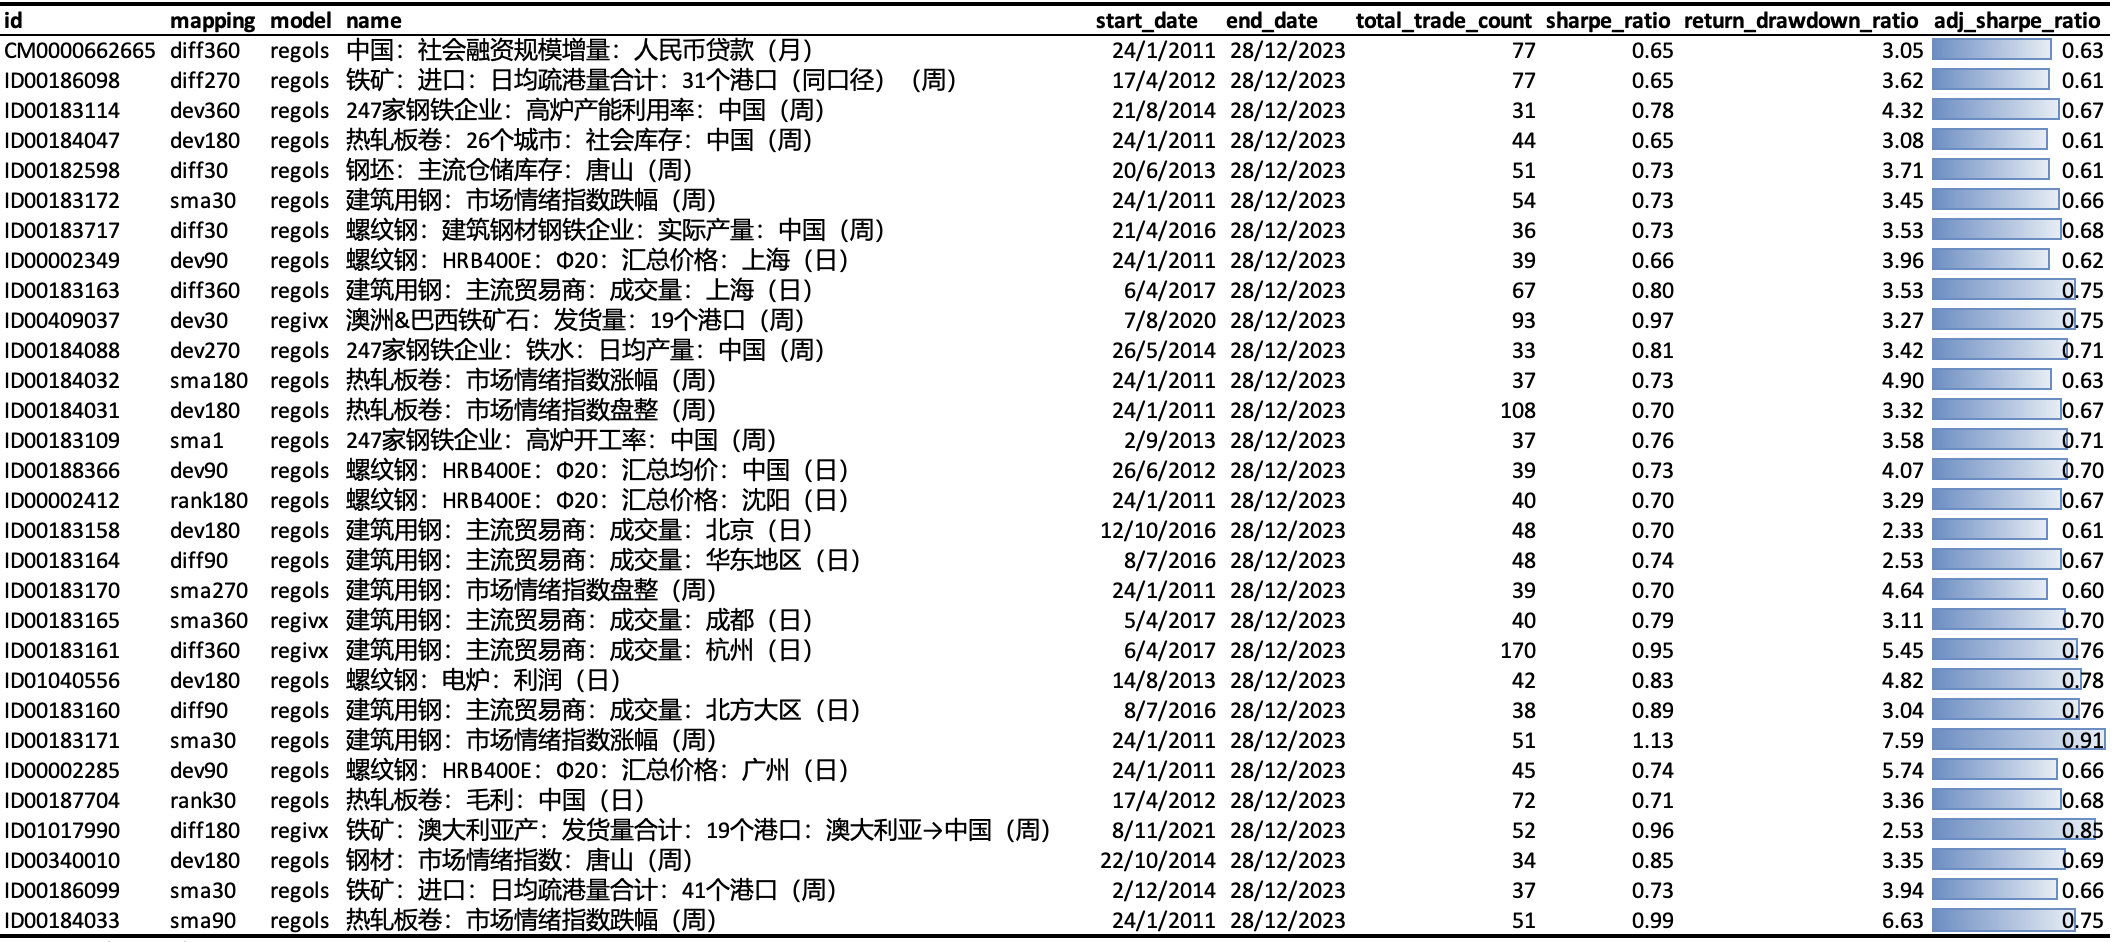 id mapping model name start_date end_date total_trade_count sharpe_ratio return_drawdown_ratio adj_sharpe_ratio
CM0000662665 diff360 regols 中国：社会融资规模增量：人民币贷款（月） 24/1/2011 28/12/2023 77 0.65 3.05 0.63
ID00186098 diff270 regols 铁矿：进口：日均疏港量合计：31个港口（同口径）（周） 17/4/2012 28/12/2023 77 0.65 3.62 0.61
ID00183114 dev360 regols 247家钢铁企业：高炉产能利用率：中国（周） 21/8/2014 28/12/2023 31 0.78 4.32 0.67
ID00184047 dev180 regols 热轧板卷：26个城市：社会库存：中国（周） 24/1/2011 28/12/2023 44 0.65 3.08 0.61
ID00182598 diff30 regols 钢坯：主流仓储库存：唐山（周） 20/6/2013 28/12/2023 51 0.73 3.71 0.61
ID00183172 sma30 regols 建筑用钢：市场情绪指数跌幅（周） 24/1/2011 28/12/2023 54 0.73 3.45 0.66
ID00183717 diff30 regols 螺纹钢：建筑钢材钢铁企业：实际产量：中国（周） 21/4/2016 28/12/2023 36 0.73 3.53 0.68
ID00002349 dev90 regols 螺纹钢：HRB400E：Φ20：汇总价格：上海（日） 24/1/2011 28/12/2023 39 0.66 3.96 0.62
ID00183163 diff360 regols 建筑用钢：主流贸易商：成交量：上海（日） 6/4/2017 28/12/2023 67 0.80 3.53 0.75
ID00409037 dev30 regivx 澳洲&巴西铁矿石：发货量：19个港口（周） 7/8/2020 28/12/2023 93 0.97 3.27 0.75
ID00184088 dev270 regols 247家钢铁企业：铁水：日均产量：中国（周） 26/5/2014 28/12/2023 33 0.81 3.42 0.71
ID00184032 sma180 regols 热轧板卷：市场情绪指数涨幅（周） 24/1/2011 28/12/2023 37 0.73 4.90 0.63
ID00184031 dev180 regols 热轧板卷：市场情绪指数盘整（周） 24/1/2011 28/12/2023 108 0.70 3.32 0.67
ID00183109 sma1 regols 247家钢铁企业：高炉开工率：中国（周） 2/9/2013 28/12/2023 37 0.76 3.58 0.71
ID00188366 dev90 regols 螺纹钢：HRB400E：Φ20：汇总均价：中国（日） 26/6/2012 28/12/2023 39 0.73 4.07 0.70
ID00002412 rank180 regols 螺纹钢：HRB400E：Φ20：汇总价格：沈阳（日） 24/1/2011 28/12/2023 40 0.70 3.29 0.67
ID00183158 dev180 regols 建筑用钢：主流贸易商：成交量：北京（日） 12/10/2016 28/12/2023 48 0.70 2.33 0.61
ID00183164 diff90 regols 建筑用钢：主流贸易商：成交量：华东地区（日） 8/7/2016 28/12/2023 48 0.74 2.53 0.67
ID00183170 sma270 regols 建筑用钢：市场情绪指数盘整（周） 24/1/2011 28/12/2023 39 0.70 4.64 0.60
ID00183165 sma360 regivx 建筑用钢：主流贸易商：成交量：成都（日） 5/4/2017 28/12/2023 40 0.79 3.11 0.70
ID00183161 diff360 regivx 建筑用钢：主流贸易商：成交量：杭州（日） 6/4/2017 28/12/2023 170 0.95 5.45 0.76
ID01040556 dev180 regols 螺纹钢：电炉：利润（日） 14/8/2013 28/12/2023 42 0.83 4.82 0.78
ID00183160 diff90 regols 建筑用钢：主流贸易商：成交量：北方大区（日） 8/7/2016 28/12/2023 38 0.89 3.04 0.76
ID00183171 sma30 regols 建筑用钢：市场情绪指数涨幅（周） 24/1/2011 28/12/2023 51 1.13 7.59 0.91
ID00002285 dev90 regols 螺纹钢：HRB400E：Φ20：汇总价格：广州（日） 24/1/2011 28/12/2023 45 0.74 5.74 0.66
ID00187704 rank30 regols 热轧板卷：毛利：中国（日） 17/4/2012 28/12/2023 72 0.71 3.36 0.68
ID01017990 diff180 regivx 铁矿：澳大利亚产：发货量合计：19个港口：澳大利亚→中国（周） 8/11/2021 28/12/2023 52 0.96 2.53 0.85
ID00340010 dev180 regols 钢材：市场情绪指数：唐山（周） 22/10/2014 28/12/2023 34 0.85 3.35 0.69
ID00186099 sma30 regols 铁矿：进口：日均疏港量合计：41个港口（周） 2/12/2014 28/12/2023 37 0.73 3.94 0.66
ID00184033 sma90 regols 热轧板卷：市场情绪指数跌幅（周） 24/1/2011 28/12/2023 51 0.99 6.63 0.75